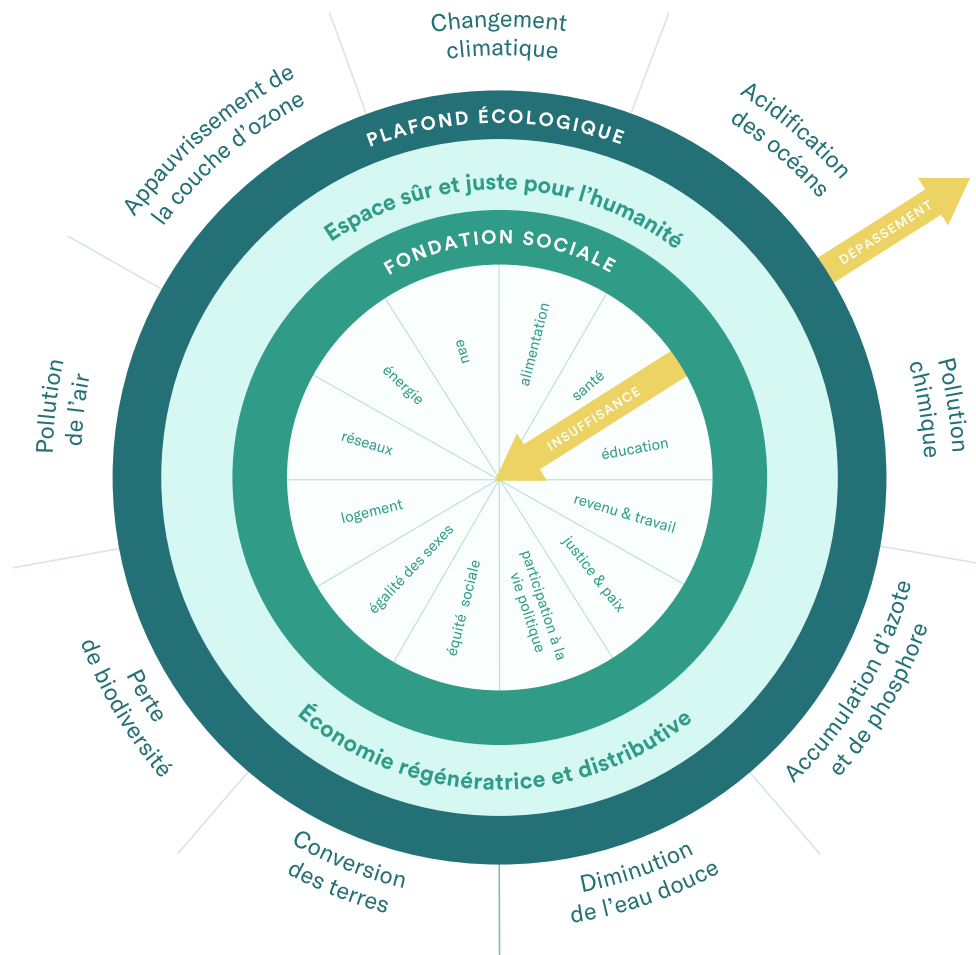 Changement
climatique
Acidification
des océans
DÉPASSEMENT
Pollution
chimique
Accumulation d'azote
et de phosphore
Diminution
de l'eau douce
Conversion
des terres
Perte
de biodiversité
Pollution
de l'air
Appauvrissement de
la couche d'ozone
PLAFOND ÉCOLOGIQUE
Espace sûr et juste pour l'humanité
FONDATION SOCIALE
eau
alimentation
santé
INSUFFISANCE
éducation
revenu & travail
justice & paix
participation à la
vie politique
équité sociale
égalité des sexes
logement
réseaux
énergie
Économie régénératrice et distributive